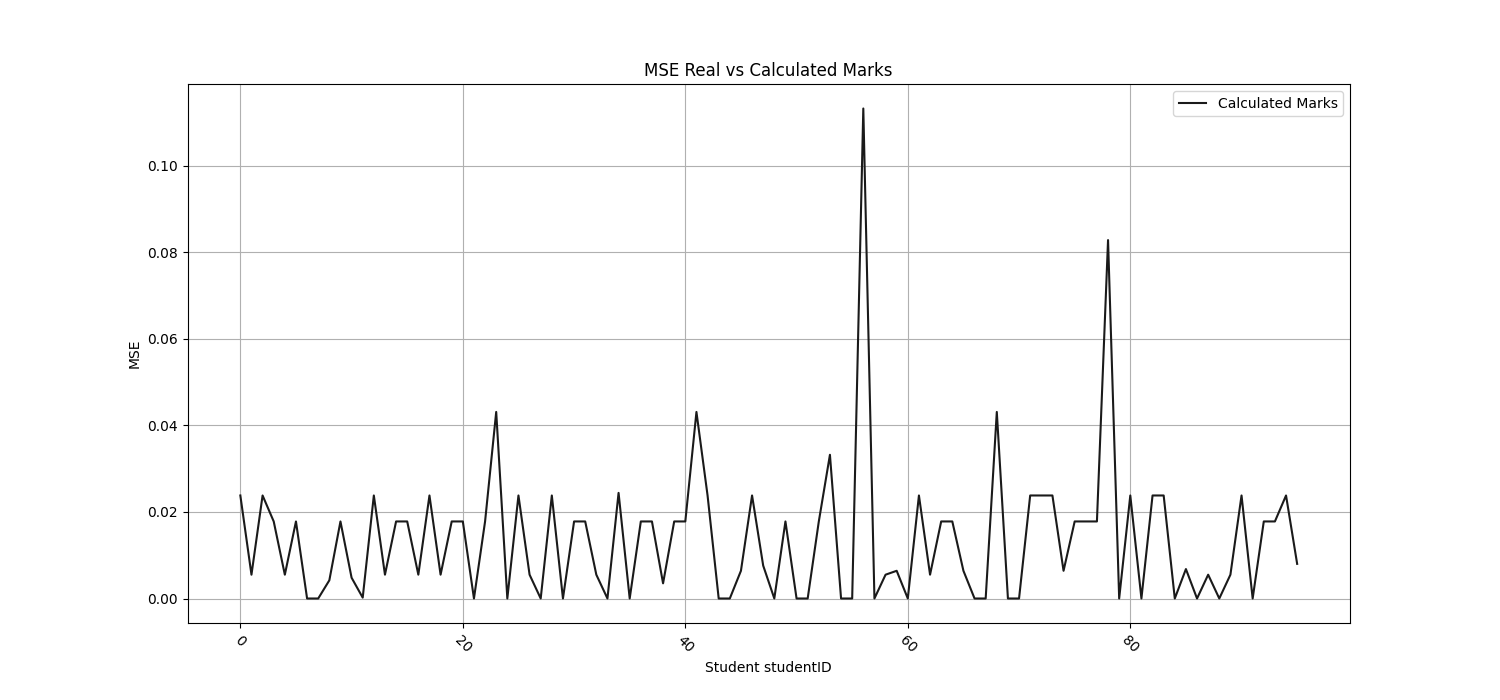 MSE Real vs Calculated Marks
Calculated Marks
0.10
0.08
0.06
0.04
0.02
0.00
MSE
0 20 40 60 80
Student studentID